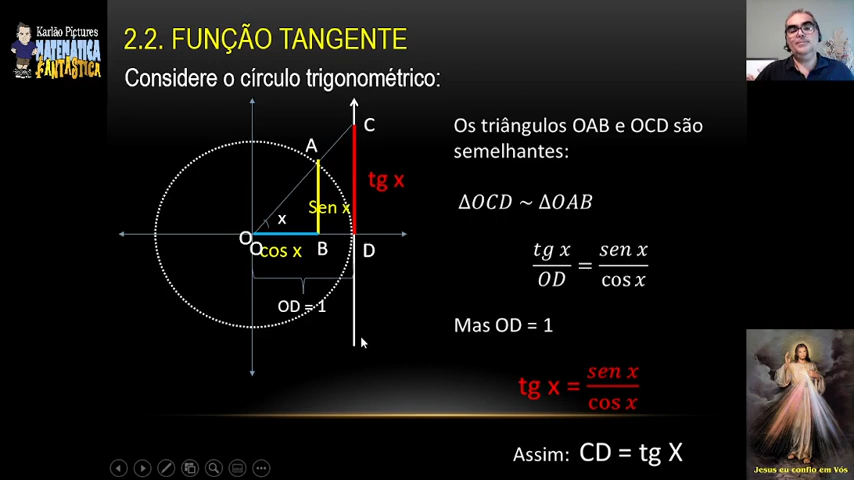 Karlão Pictures
MATEMÁTICA
FANTÁSTICA
2.2. FUNÇÃO TANGENTE
Considere o círculo trigonométrico:
C
A
tg x
Sen x
x
O
O
cos x
B
D
OD = 1
Os triângulos OAB e OCD são
semelhantes:
∆OCD ~ ∆OAB
tg x / OD = sen x / cos x
Mas OD = 1
tg x = sen x / cos x
Assim: CD = tg X
Jesus eu confio em Vós